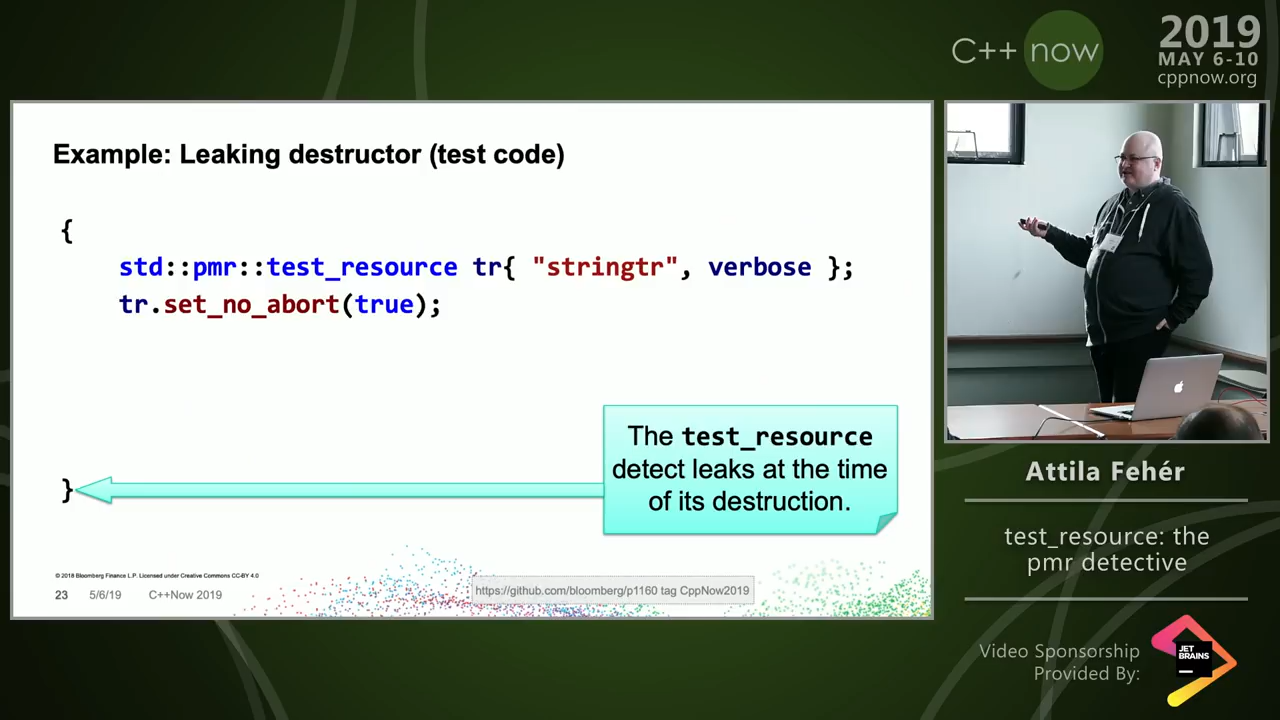 C++ now
2019
MAY 6-10
cppnow.org
Example: Leaking destructor (test code)
{
std::pmr::test_resource tr{ "stringtr", verbose };
tr.set_no_abort(true);
}
The test_resource
detect leaks at the time
of its destruction.
© 2018 Bloomberg Finance L.P. Licensed under Creative Commons CC-BY 4.0
23 5/6/19 C++Now 2019
https://github.com/bloomberg/p1160 tag CppNow2019
Attila Fehér
test_resource: the
pmr detective
Video Sponsorship
Provided By:
JET
BRAINS